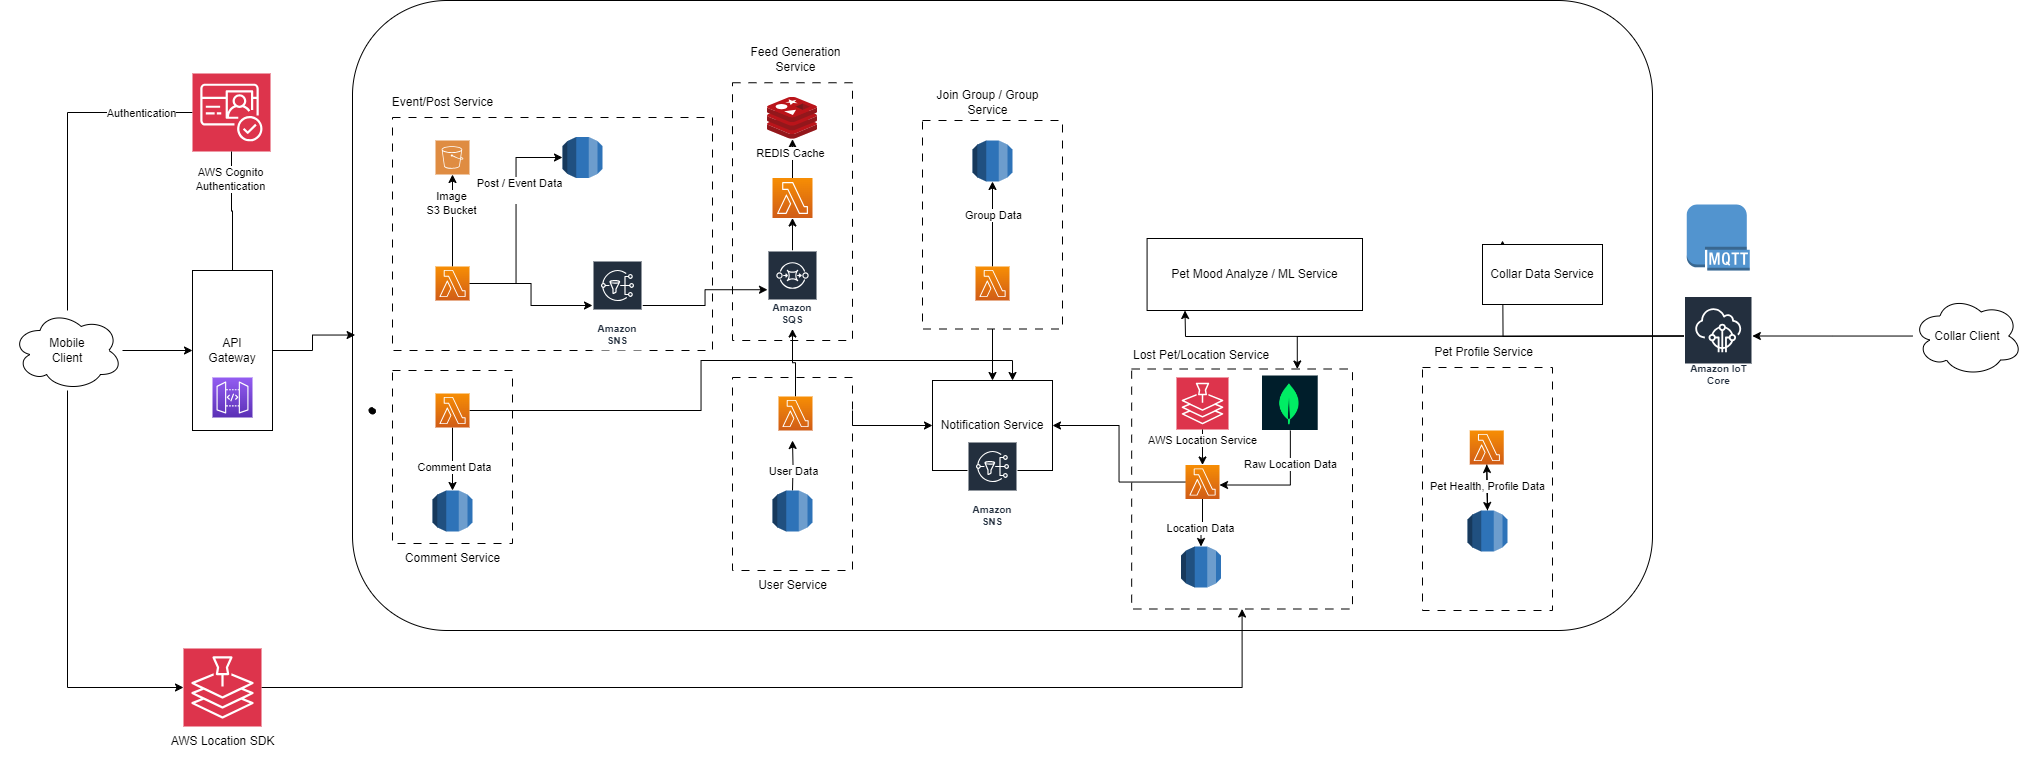 Authentication
AWS Cognito
Authentication
Mobile
Client
API
Gateway
AWS Location SDK
Event/Post Service
Image
S3 Bucket
Post / Event Data
Amazon
SNS
Feed Generation
Service
REDIS Cache
Amazon
SQS
Join Group / Group
Service
Group Data
Comment Data
Comment Service
User Data
User Service
Notification Service
Amazon
SNS
Pet Mood Analyze / ML Service
Collar Data Service
Lost Pet/Location Service
AWS Location Service
Raw Location Data
Location Data
Pet Profile Service
Pet Health, Profile Data
MQTT
Amazon IoT
Core
Collar Client